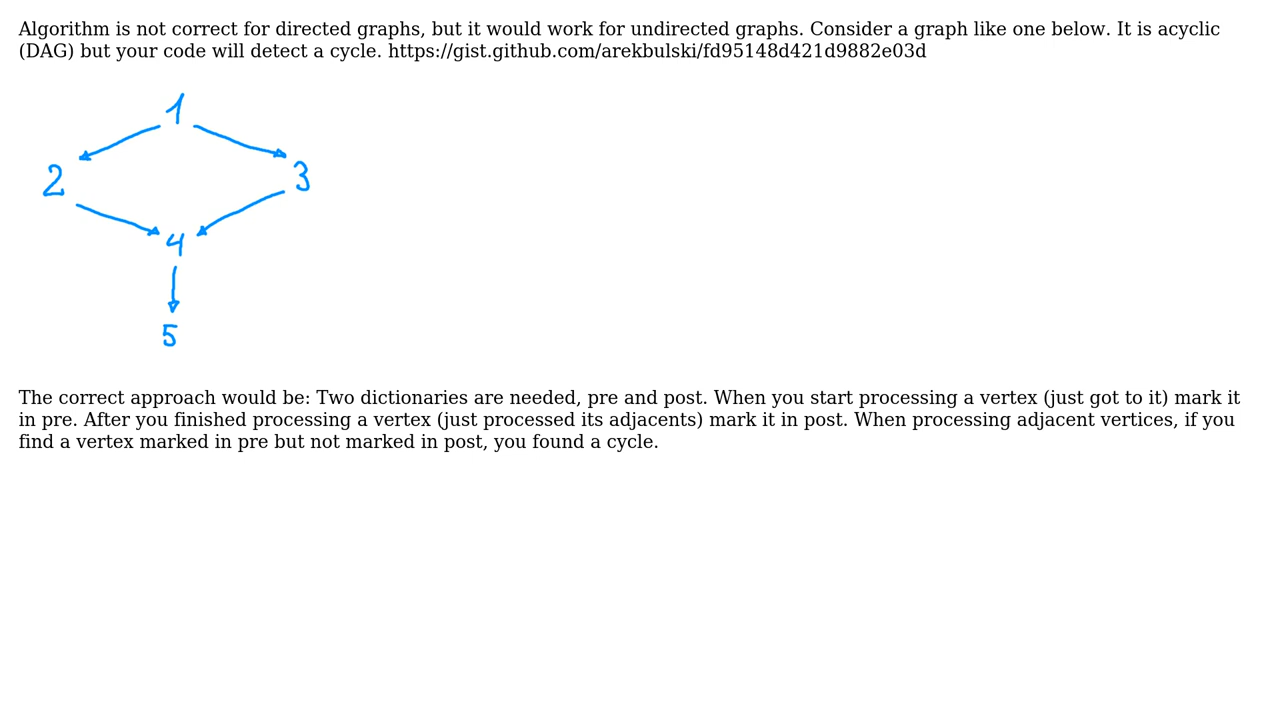 Algorithm is not correct for directed graphs, but it would work for undirected graphs. Consider a graph like one below. It is acyclic
(DAG) but your code will detect a cycle. https://gist.github.com/arekbulski/fd95148d421d9882e03d
1
2
3
4
5
The correct approach would be: Two dictionaries are needed, pre and post. When you start processing a vertex (just got to it) mark it
in pre. After you finished processing a vertex (just processed its adjacents) mark it in post. When processing adjacent vertices, if you
find a vertex marked in pre but not marked in post, you found a cycle.